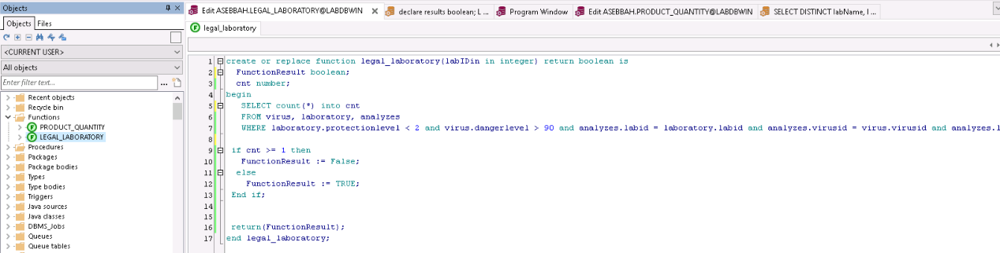 Objects
Edit ASEBBAH.LEGAL_LABORATORY@LABDBWIN
declare results boolean; L ...
Program Window
Edit ASEBBAH.PRODUCT_QUANTITY@LABDBWIN
SELECT DISTINCT labName, l ...
Objects
Files
legal_laboratory
<CURRENT USER>
All objects
Enter filter text...
...
Recent objects
Recycle bin
Functions
PRODUCT_QUANTITY
LEGAL_LABORATORY
Procedures
Packages
Package bodies
Types
Type bodies
Triggers
Java sources
Java classes
DBMS_Jobs
Queues
Queue tables
1 create or replace function legal_laboratory(labIDin in integer) return boolean is
2 FunctionResult boolean;
3 cnt number;
4 begin
5 SELECT count(*) into cnt
6 FROM virus, laboratory, analyzes
7 WHERE laboratory.protectionlevel < 2 and virus.dangerlevel > 90 and analyzes.labid = laboratory.labid and analyzes.virusid = virus.virusid and analyzes.l
8
9 if cnt >= 1 then
10 FunctionResult := False;
11 else
12 FunctionResult := TRUE;
13 End if;
14
15
16 return(FunctionResult);
17 end legal_laboratory;